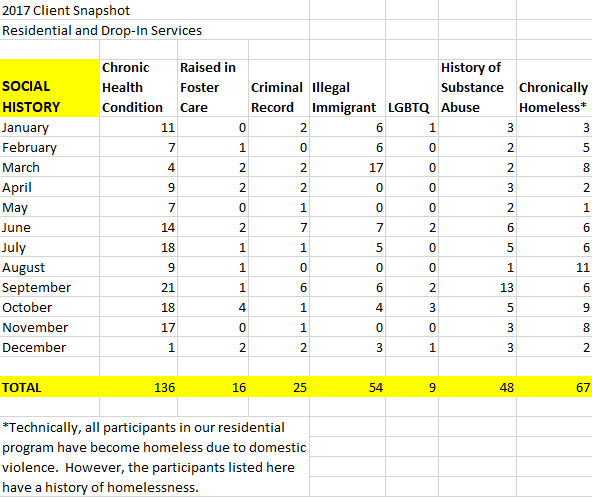 2017 Client Snapshot
Residential and Drop-In Services
Chronic Raised in History of
SOCIAL Health Foster Criminal Illegal Substance Chronically
HISTORY Condition Care Record Immigrant LGBTQ Abuse Homeless*
January 11 0 2 6 1 3 3
February 7 1 0 6 0 2 5
March 4 2 2 17 0 2 8
April 9 2 2 0 0 3 2
May 7 0 1 0 0 2 1
June 14 2 7 7 2 6 6
July 18 1 1 5 0 5 6
August 9 1 0 0 0 1 11
September 21 1 6 6 2 13 6
October 18 4 1 4 3 5 9
November 17 0 1 0 0 3 8
December 1 2 2 3 1 3 2
TOTAL 136 16 25 54 9 48 67
*Technically, all participants in our residential
program have become homeless due to domestic
violence. However, the participants listed here
have a history of homelessness.